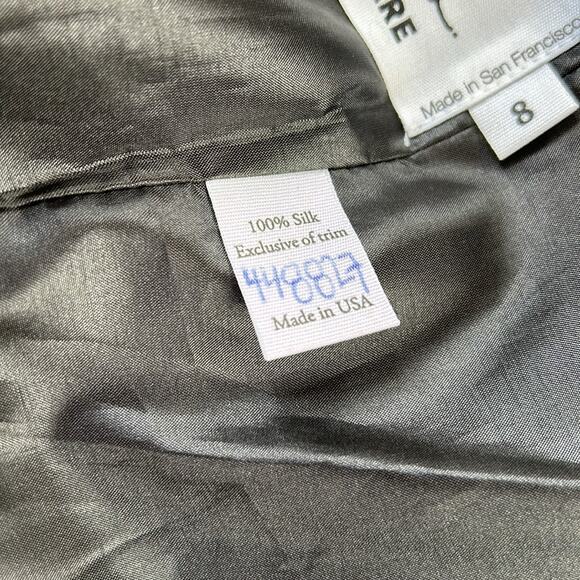 RE
Made in San Francisco
8
100% Silk
Exclusive of trim
448827
Made in USA